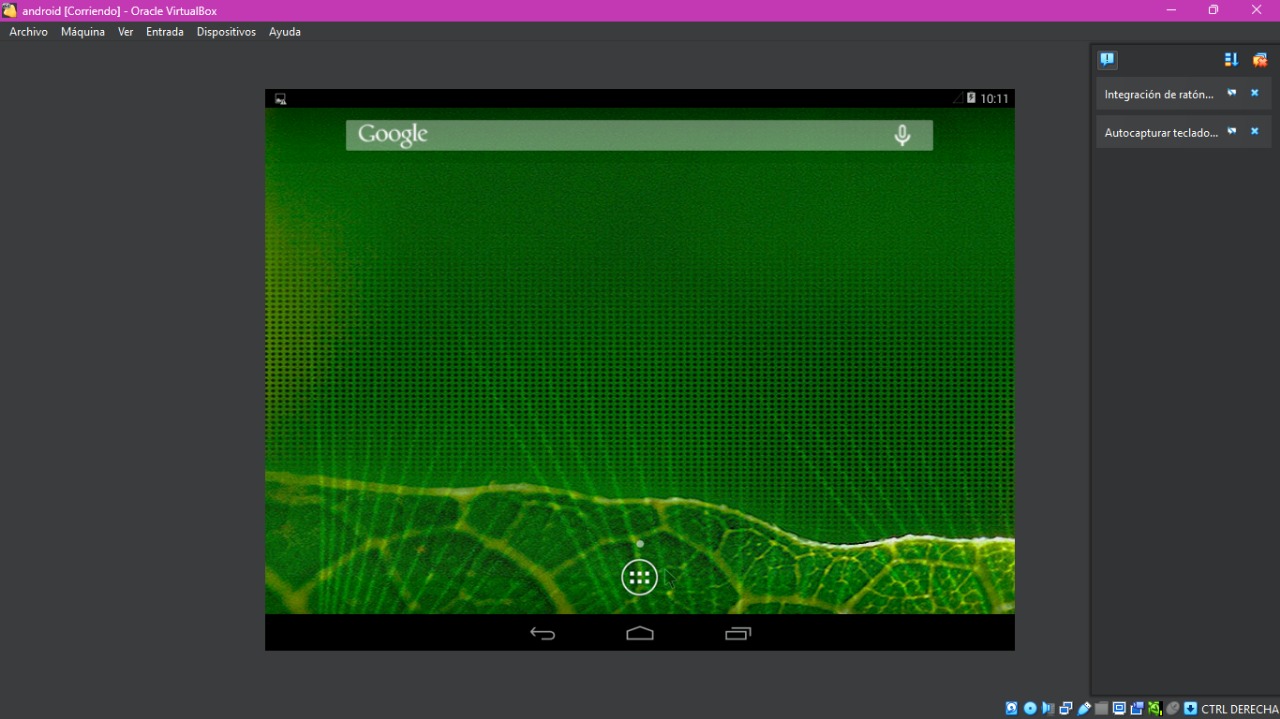 android [Corriendo] - Oracle VirtualBox
Archivo Máquina Ver Entrada Dispositivos Ayuda
10:11
Google
Integración de ratón...
Autocapturar teclado...
CTRL DERECHA